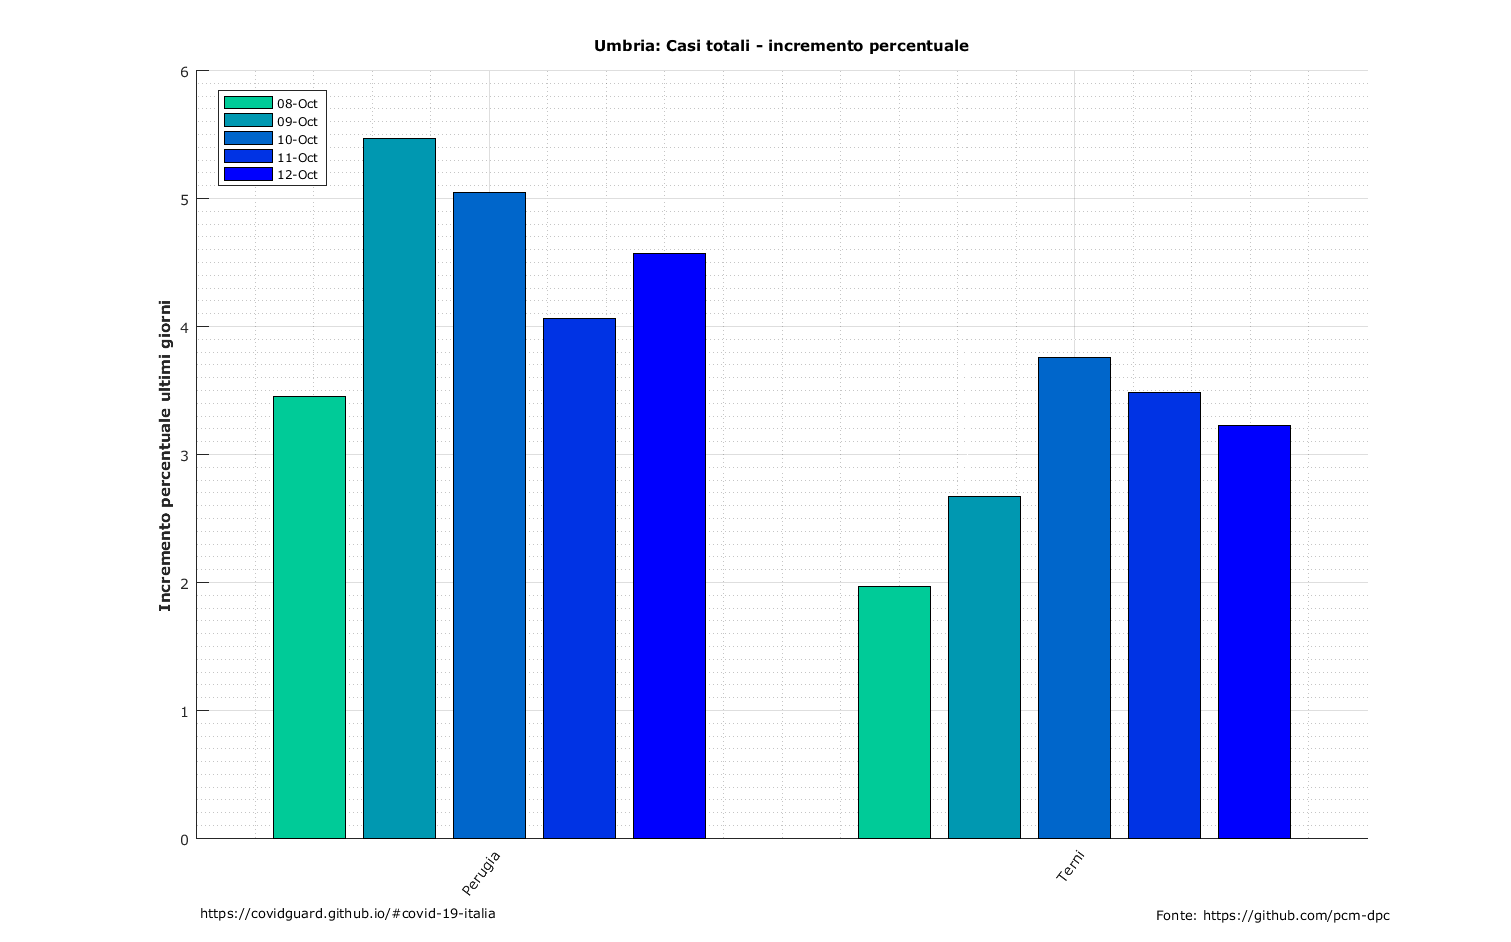 Umbria: Casi totali - incremento percentuale
6
5
4
3
2
1
0
Incremento percentuale ultimi giorni
08-Oct
09-Oct
10-Oct
11-Oct
12-Oct
Perugia
Terni
https://covidguard.github.io/#covid-19-italia
Fonte: https://github.com/pcm-dpc